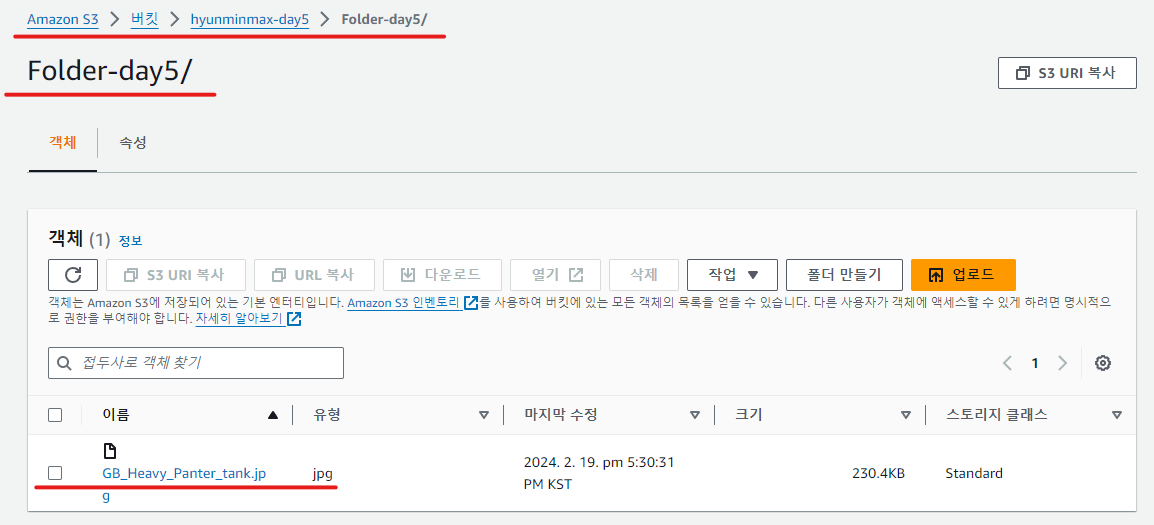 Amazon S3 > 버킷 > hyunminmax-day5 > Folder-day5/
Folder-day5/
S3 URI 복사
객체 속성
객체 (1) 정보
S3 URI 복사 URL 복사 다운로드 열기 삭제 작업 폴더 만들기 업로드
객체는 Amazon S3에 저장되어 있는 기본 엔터티입니다. Amazon S3 인벤토리 를 사용하여 버킷에 있는 모든 객체의 목록을 얻을 수 있습니다. 다른 사용자가 객체에 액세스할 수 있게 하려면 명시적으
로 권한을 부여해야 합니다. 자세히 알아보기
접두사로 객체 찾기
1
이름 유형 마지막 수정 크기 스토리지 클래스
GB_Heavy_Panter_tank.jp
g
jpg
2024. 2. 19. pm 5:30:31
PM KST
230.4KB
Standard